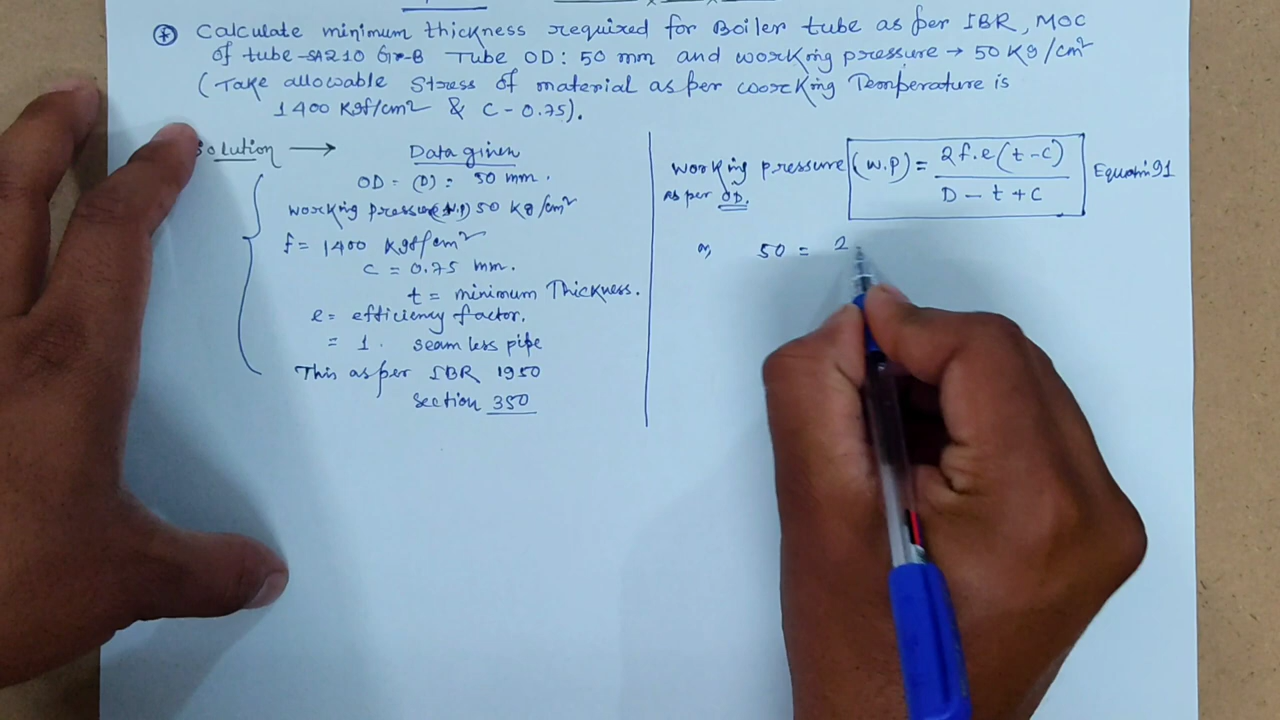 Calculate minimum thickness required for Boiler tube as per IBR, MOC
of tube-SA210 Gr-B Tube OD: 50 mm and working pressure → 50 Kg/cm²
(Take allowable Stress of material as per working Temperature is
1400 Kgf/cm² & C-0.75).
Solution → Data given
OD = (D) = 50 mm.
Working pressure (W.P) 50 Kg/cm²
f = 1400 Kgf/cm²
C = 0.75 mm.
t = minimum Thickness.
e = efficiency factor.
= 1. seam less pipe
This as per IBR 1950
Section 350
Working pressure (W.P) = 2f.e(t-c) / D-t+C Equation 91
as per OD.
or, 50 = 2